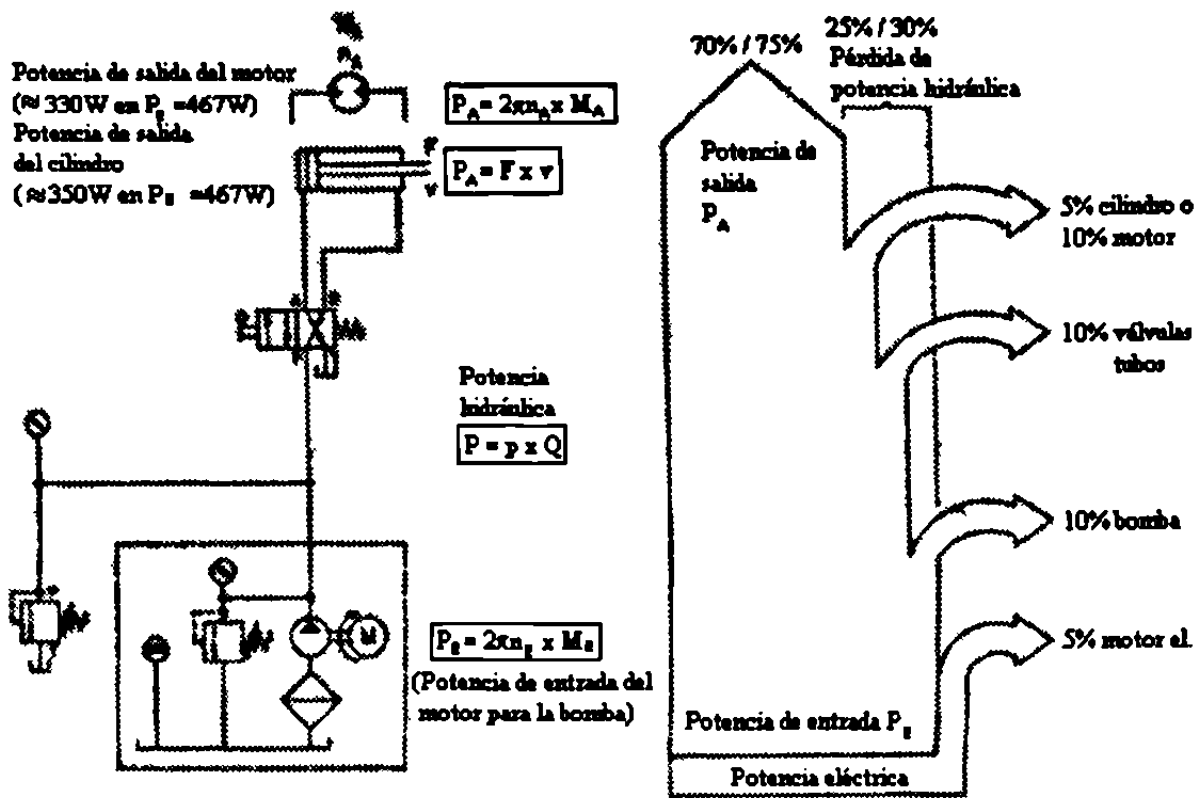 Potencia de salida del motor
(≈330W en P_E =467W)
Potencia de salida
del cilindro
(≈350W en P_E =467W)
n_A
P_A = 2πn_A x M_A
F
v
P_A = F x v
A B
Potencia
hidráulica
P = p x Q
M
P_E = 2πn_E x M_E
(Potencia de entrada del
motor para la bomba)
70% / 75%
25% / 30%
Pérdida de
potencia hidráulica
Potencia de
salida
P_A
5% cilindro o
10% motor
10% válvulas
tubos
10% bomba
5% motor el.
Potencia de entrada P_E
Potencia eléctrica